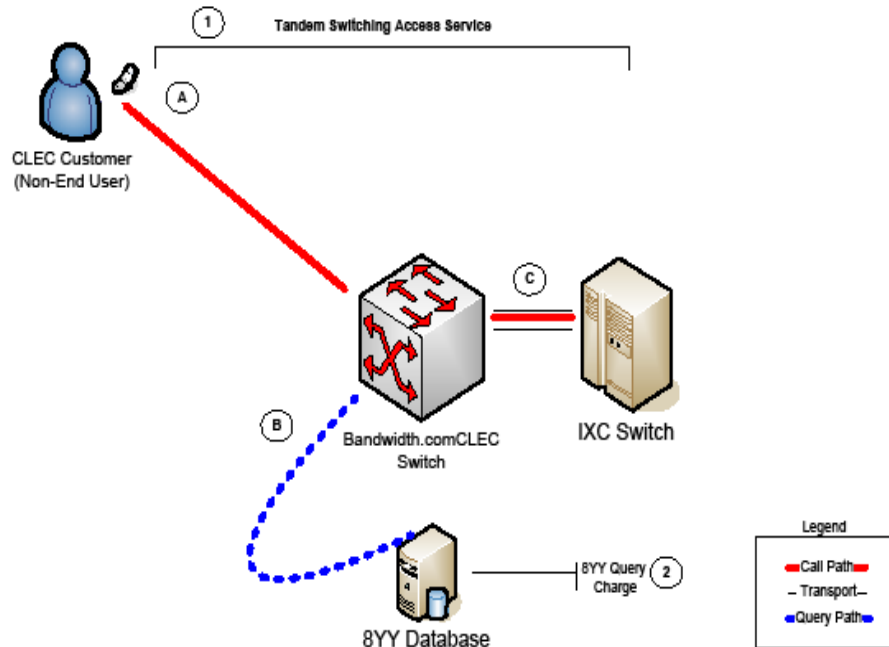 1 Tandem Switching Access Service
A
CLEC Customer
(Non-End User)
C
Bandwidth.comCLEC
Switch
IXC Switch
B
8YY Query
Charge
2
8YY Database
Legend
Call Path
Transport
Query Path